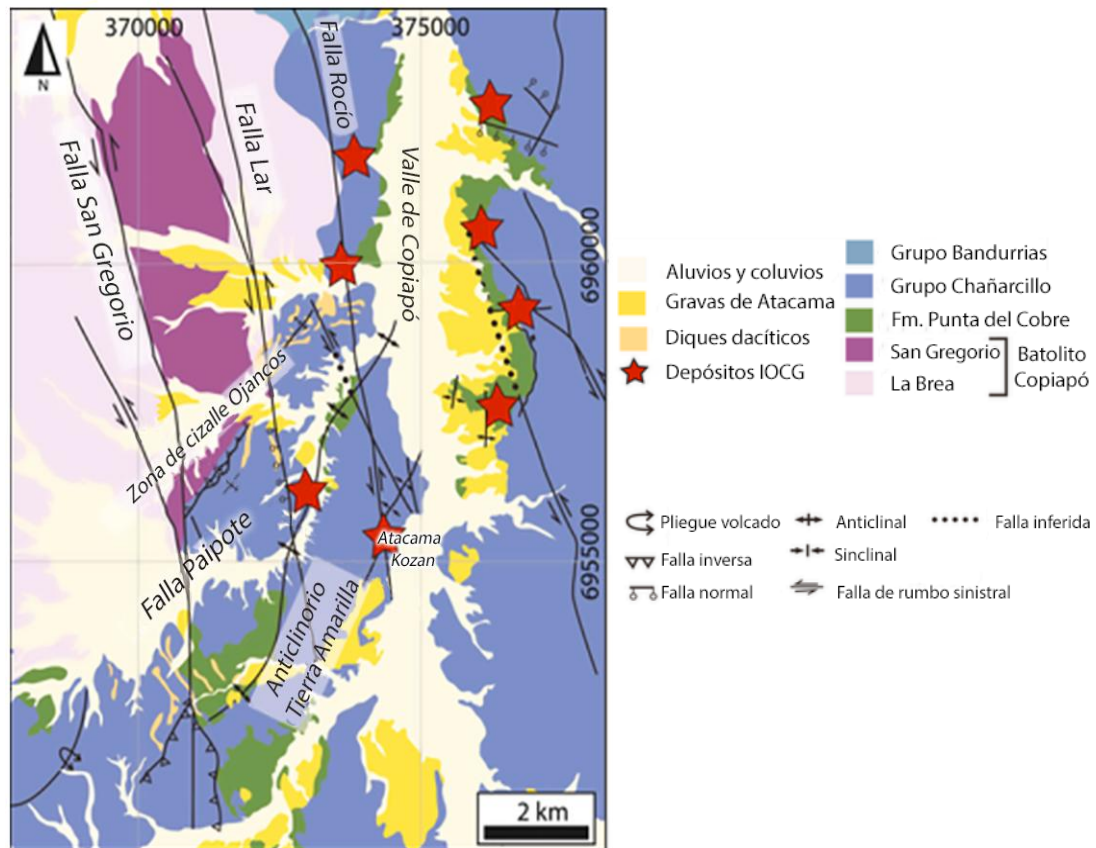 370000
375000
N
Falla San Gregorio
Falla Lar
Falla Rocío
Valle de Copiapó
6960000
Zona de cizalle Ojancos
Falla Paipote
Atacama
Kozan
6955000
Anticlinorio
Tierra Amarilla
2 km
Aluvios y coluvios
Gravas de Atacama
Diques dacíticos
Depósitos IOCG
Grupo Bandurrias
Grupo Chañarcillo
Fm. Punta del Cobre
San Gregorio
La Brea
Batolito
Copiapó
Pliegue volcado
Falla inversa
Falla normal
Anticlinal
Sinclinal
Falla inferida
Falla de rumbo sinistral